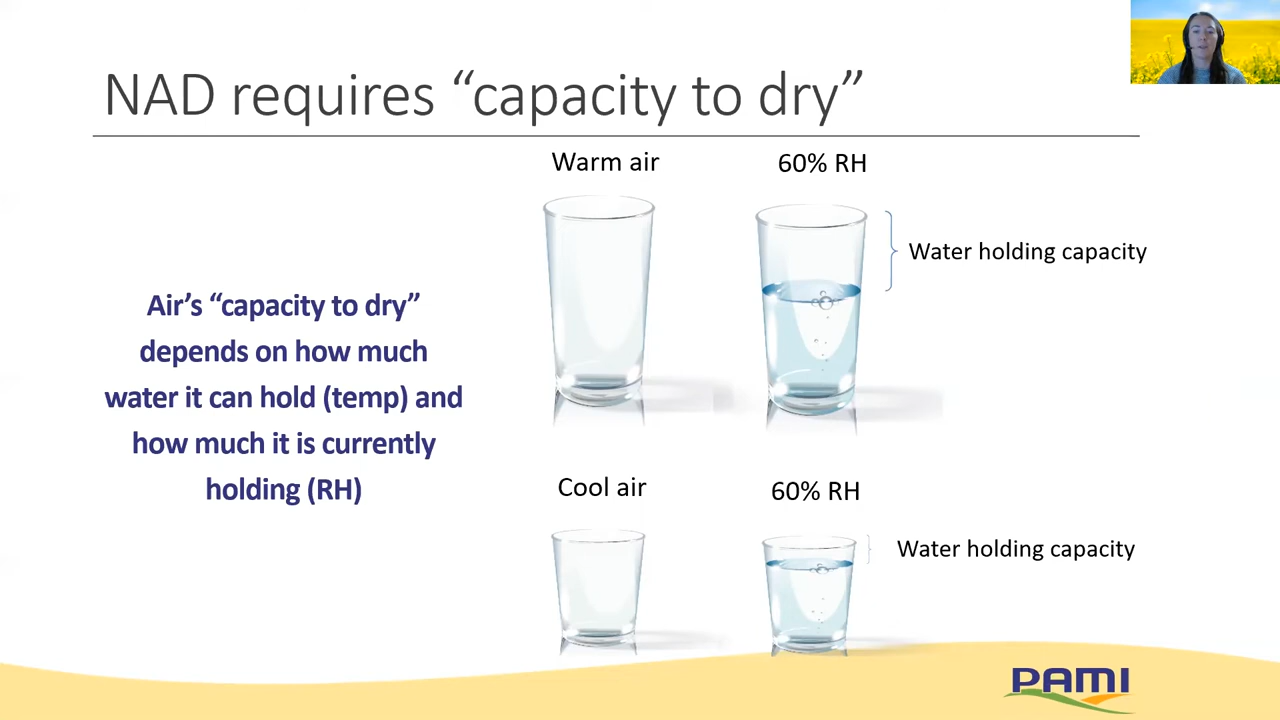 NAD requires “capacity to dry”
Warm air
60% RH
Water holding capacity
Air’s “capacity to dry”
depends on how much
water it can hold (temp) and
how much it is currently
holding (RH)
Cool air
60% RH
Water holding capacity
PAMI